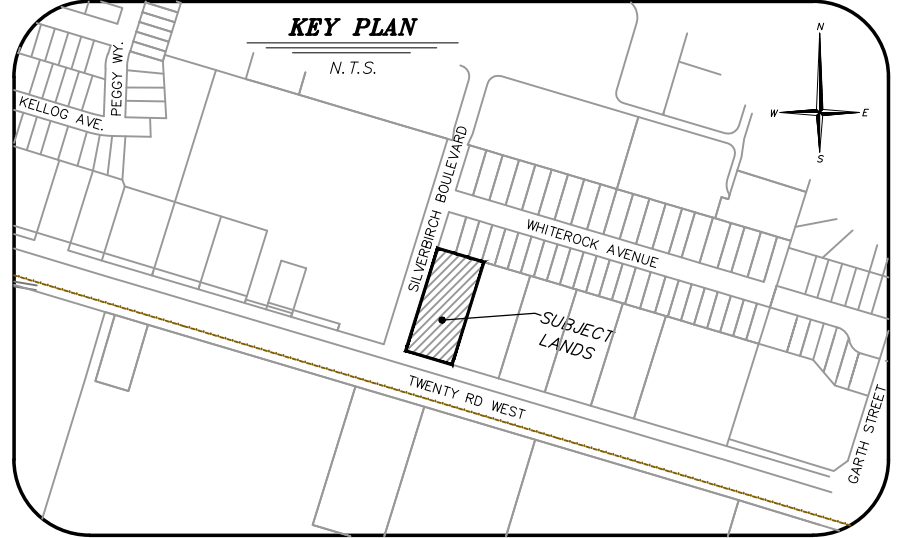 KEY PLAN
N.T.S.
N
W
E
S
PEGGY WY.
KELLOG AVE.
SILVERBIRCH BOULEVARD
WHITEROCK AVENUE
SUBJECT
LANDS
TWENTY RD WEST
GARTH STREET